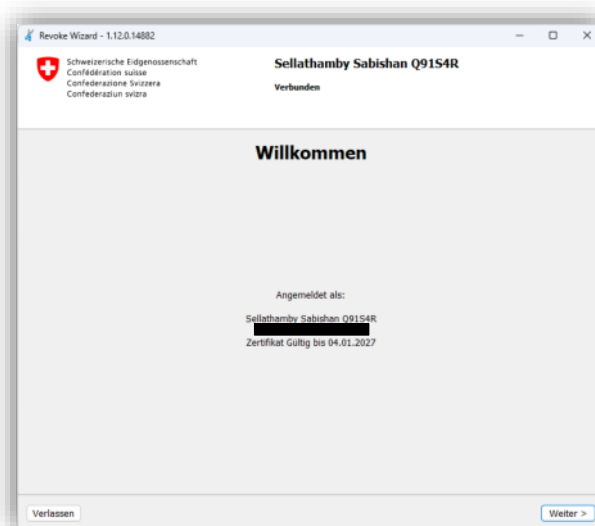 Revoke Wizard - 1.12.0.14882
Schweizerische Eidgenossenschaft
Confédération suisse
Confederazione Svizzera
Confederaziun svizra
Sellathamby Sabishan Q91S4R
Verbunden
Willkommen
Angemeldet als:
Sellathamby Sabishan Q91S4R
Zertifikat Gültig bis 04.01.2027
Verlassen
Weiter >